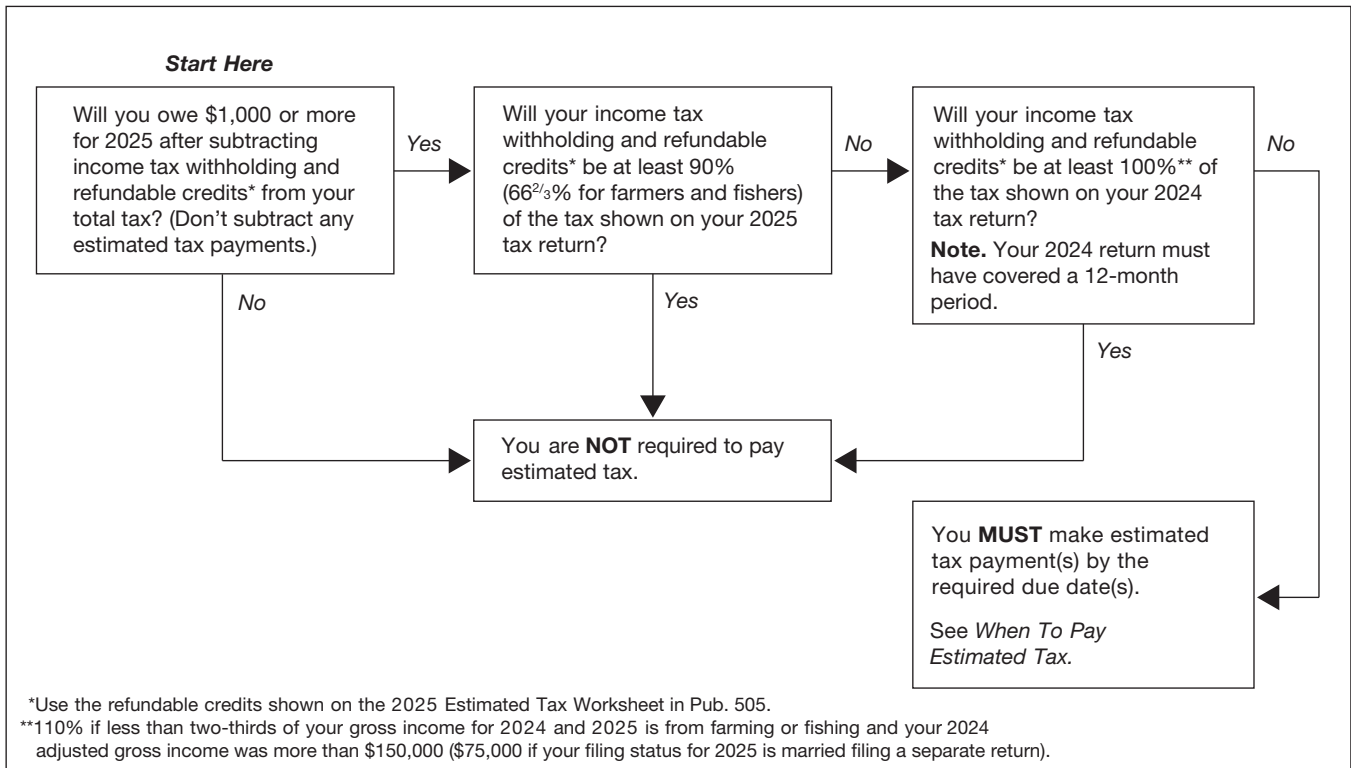 Start Here
Will you owe $1,000 or more
for 2025 after subtracting
income tax withholding and
refundable credits* from your
total tax? (Don't subtract any
estimated tax payments.)
Yes
No
Will your income tax
withholding and refundable
credits* be at least 90%
(66 2/3% for farmers and fishers)
of the tax shown on your 2025
tax return?
No
Yes
Will your income tax
withholding and refundable
credits* be at least 100%** of
the tax shown on your 2024
tax return?
Note. Your 2024 return must
have covered a 12-month
period.
No
Yes
You are NOT required to pay
estimated tax.
You MUST make estimated
tax payment(s) by the
required due date(s).
See When To Pay
Estimated Tax.
*Use the refundable credits shown on the 2025 Estimated Tax Worksheet in Pub. 505.
**110% if less than two-thirds of your gross income for 2024 and 2025 is from farming or fishing and your 2024
adjusted gross income was more than $150,000 ($75,000 if your filing status for 2025 is married filing a separate return).